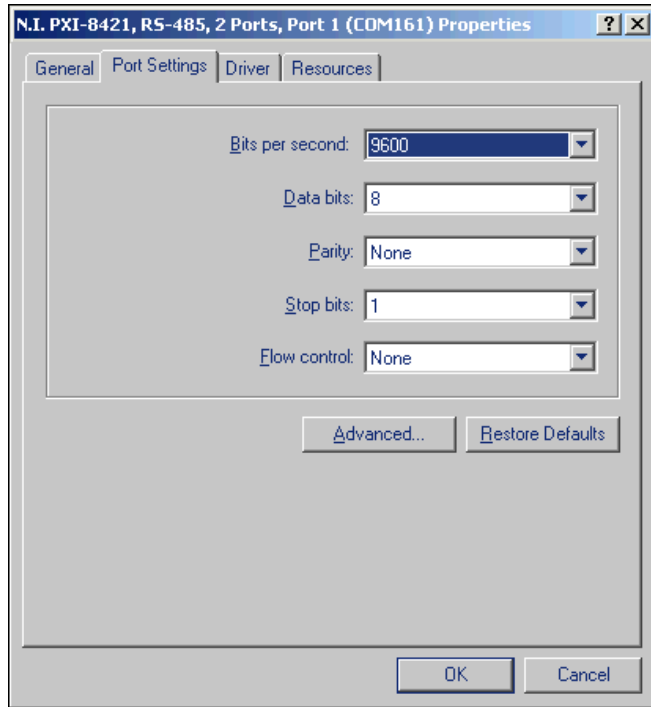 N.I. PXI-8421, RS-485, 2 Ports, Port 1 (COM161) Properties
General Port Settings Driver Resources
Bits per second: 9600
Data bits: 8
Parity: None
Stop bits: 1
Flow control: None
Advanced... Restore Defaults
OK Cancel